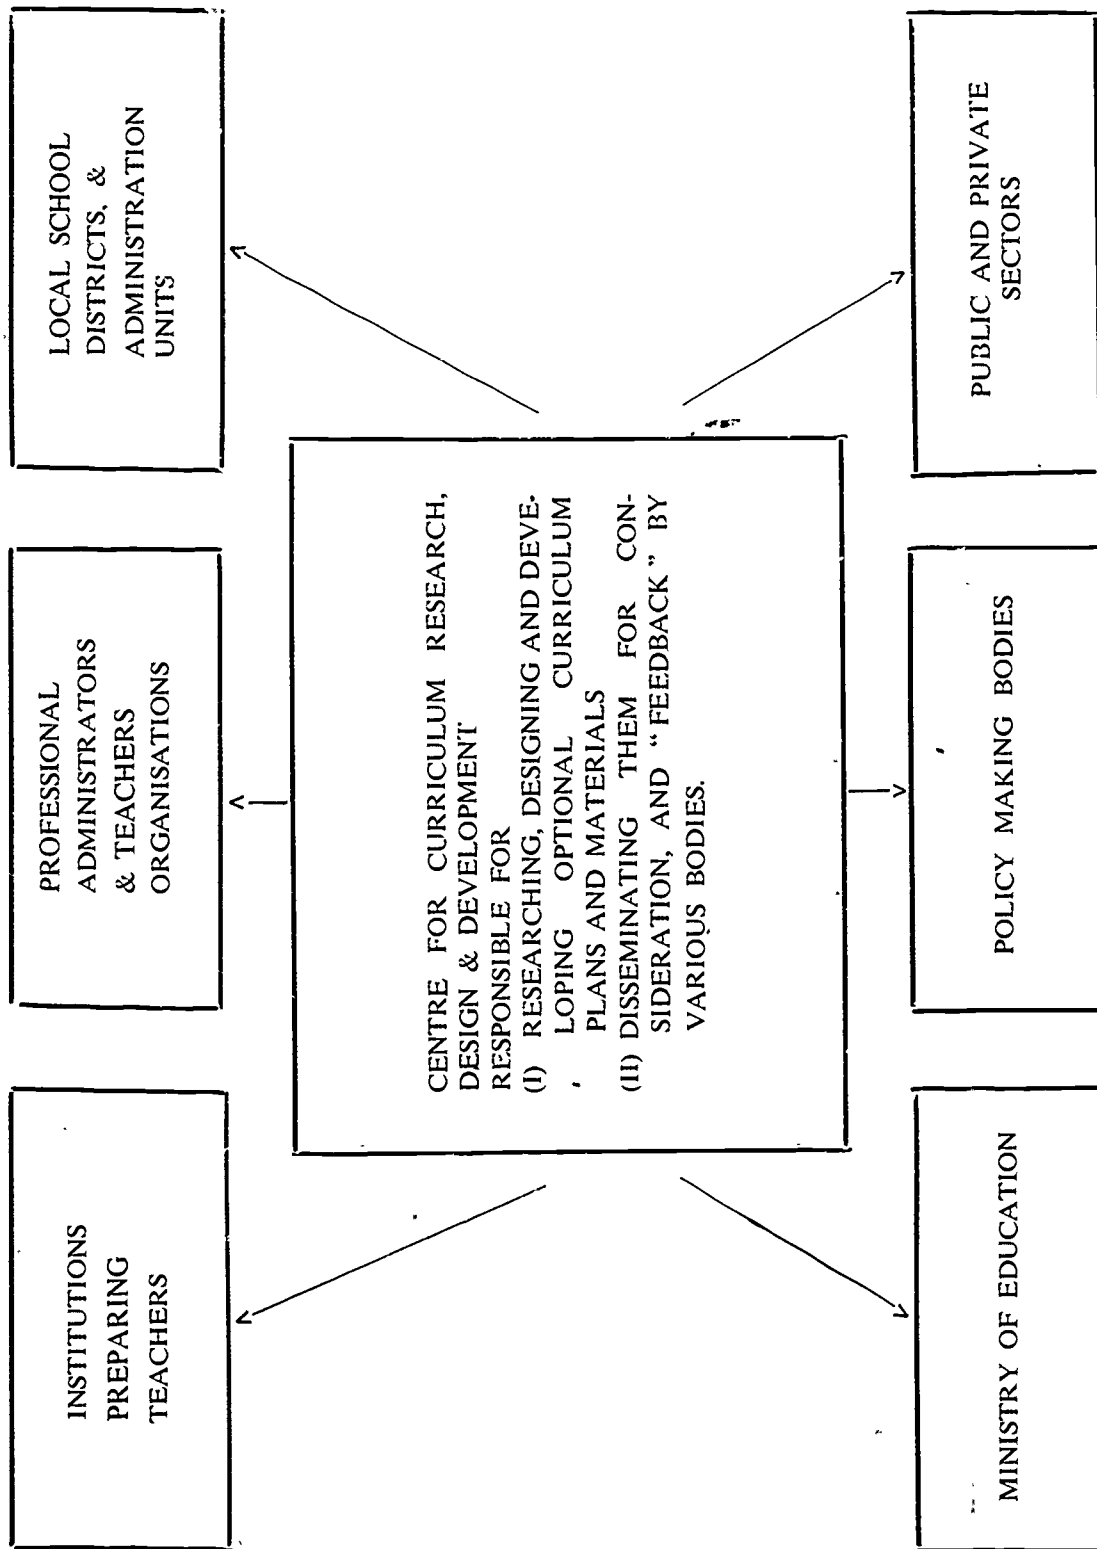 INSTITUTIONS
PREPARING
TEACHERS
PROFESSIONAL
ADMINISTRATORS
& TEACHERS
ORGANISATIONS
LOCAL SCHOOL
DISTRICTS, &
ADMINISTRATION
UNITS
CENTRE FOR CURRICULUM RESEARCH,
DESIGN & DEVELOPMENT
RESPONSIBLE FOR
(I) RESEARCHING, DESIGNING AND DEVE-
LOPING OPTIONAL CURRICULUM
PLANS AND MATERIALS
(II) DISSEMINATING THEM FOR CON-
SIDERATION, AND "FEEDBACK" BY
VARIOUS BODIES.
MINISTRY OF EDUCATION
POLICY MAKING BODIES
PUBLIC AND PRIVATE
SECTORS